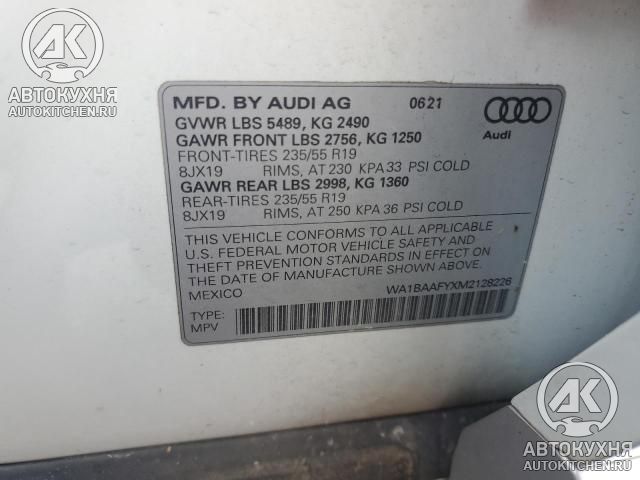 AK
АВТОКУХНЯ
AUTOKITCHEN.RU
MFD. BY AUDI AG 0621
GVWR LBS 5489, KG 2490
GAWR FRONT LBS 2756, KG 1250
FRONT-TIRES 235/55 R19
8JX19 RIMS, AT 230 KPA 33 PSI COLD
GAWR REAR LBS 2998, KG 1360
REAR-TIRES 235/55 R19
8JX19 RIMS, AT 250 KPA 36 PSI COLD
Audi
THIS VEHICLE CONFORMS TO ALL APPLICABLE
U.S. FEDERAL MOTOR VEHICLE SAFETY AND
THEFT PREVENTION STANDARDS IN EFFECT ON
THE DATE OF MANUFACTURE SHOWN ABOVE.
MEXICO
WA1BAAFYXM2128226
TYPE:
MPV
AK
АВТОКУХНЯ
AUTOKITCHEN.RU